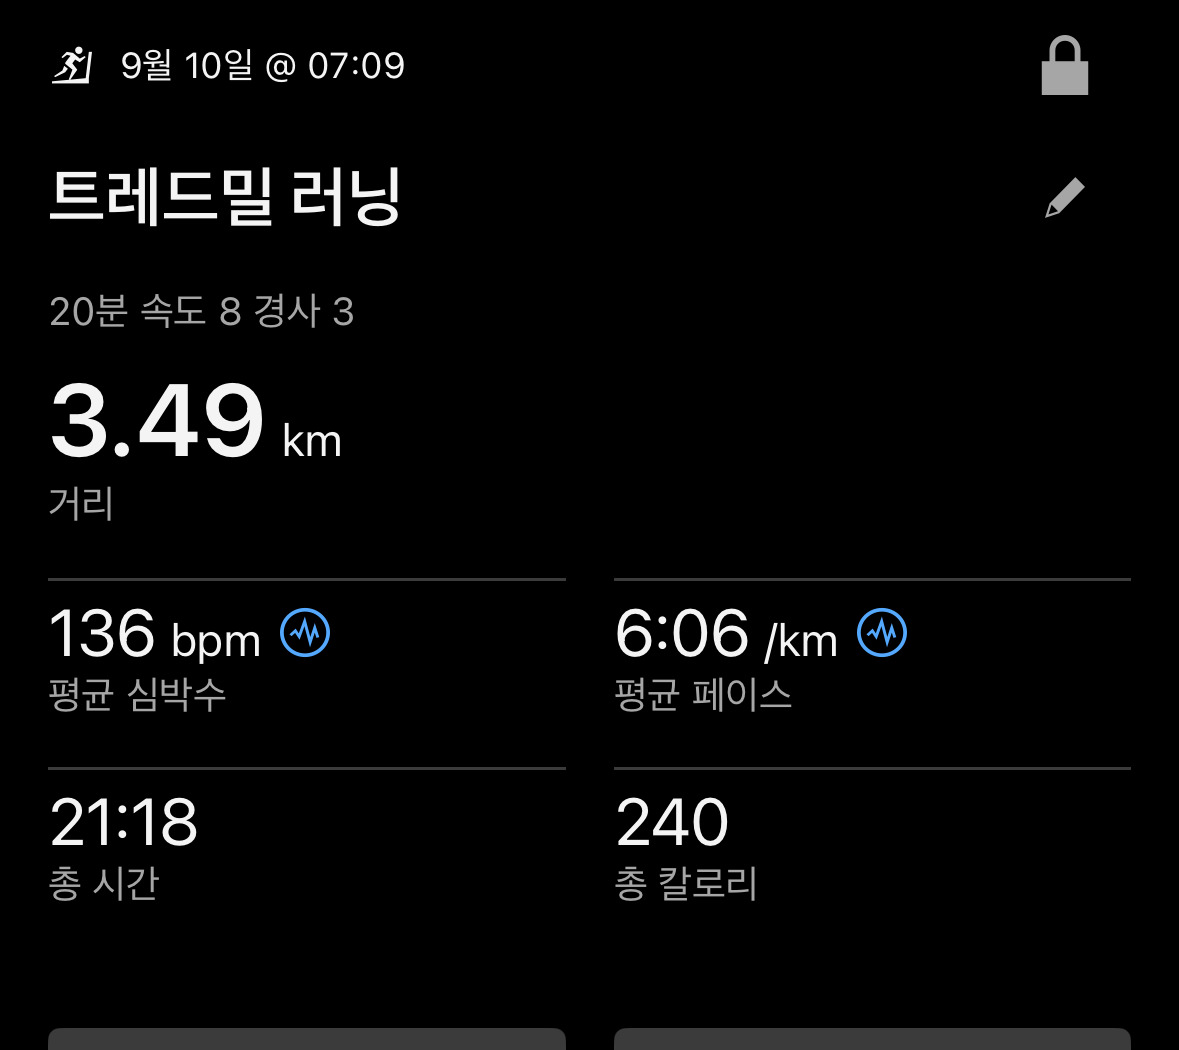 9월 10일 @ 07:09
트레드밀 러닝
20분 속도 8 경사 3
3.49 km
거리
136 bpm
6:06 /km
평균 심박수
평균 페이스
21:18
240
총 시간
총 칼로리